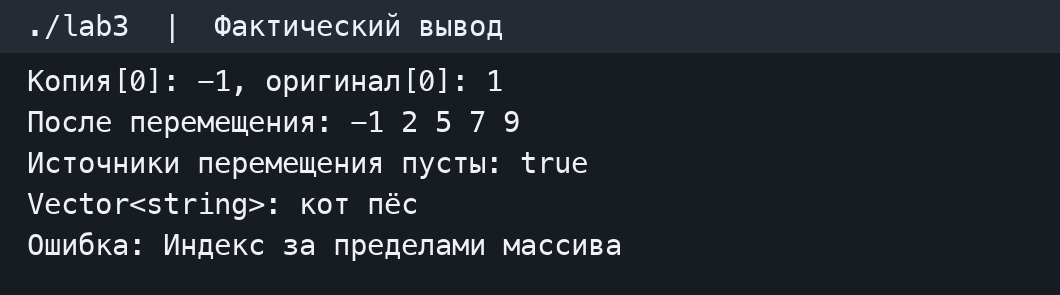 ./lab3 | Фактический вывод
Копия[0]: −1, оригинал[0]: 1
После перемещения: −1 2 5 7 9
Источники перемещения пусты: true
Vector<string>: кот пёс
Ошибка: Индекс за пределами массива